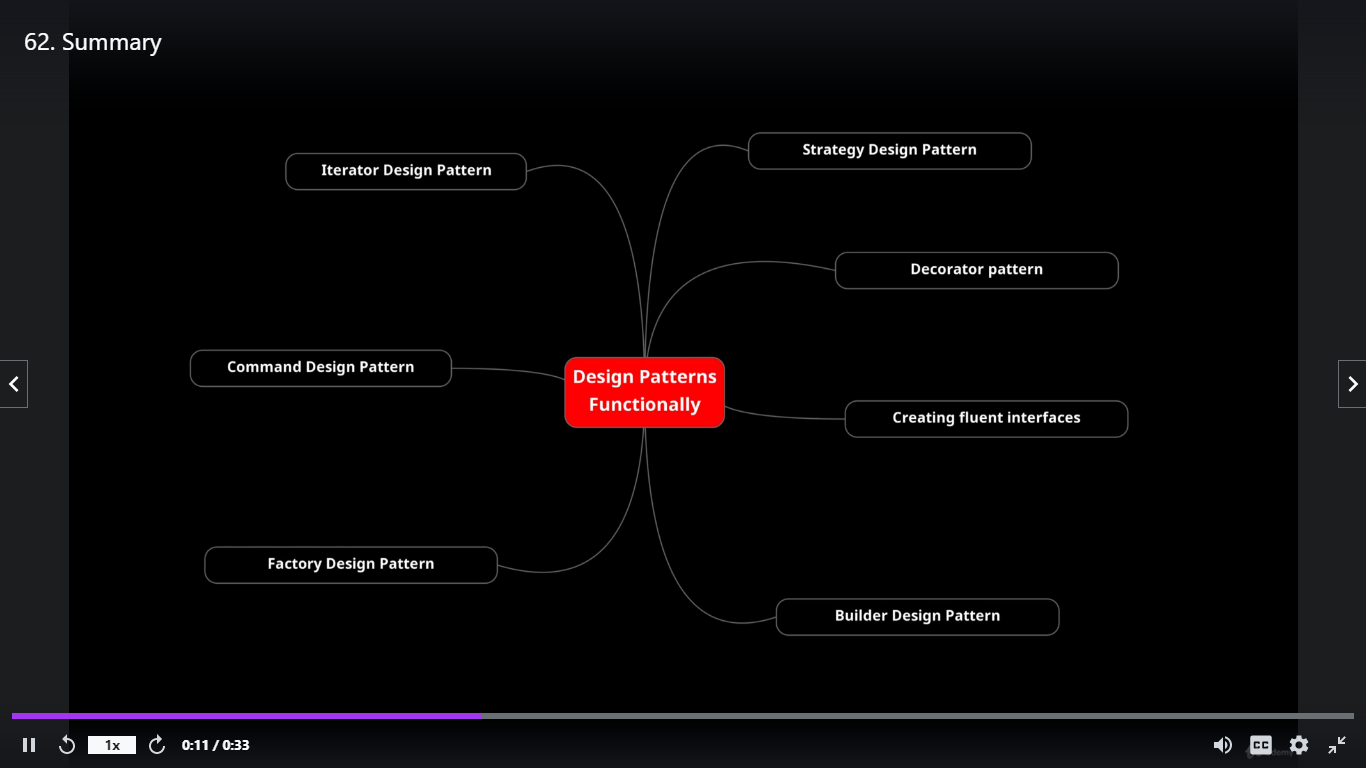 62. Summary
Strategy Design Pattern
Iterator Design Pattern
Decorator pattern
Command Design Pattern
Design Patterns
Functionally
Creating fluent interfaces
Factory Design Pattern
Builder Design Pattern
1x
0:11 / 0:33
CC